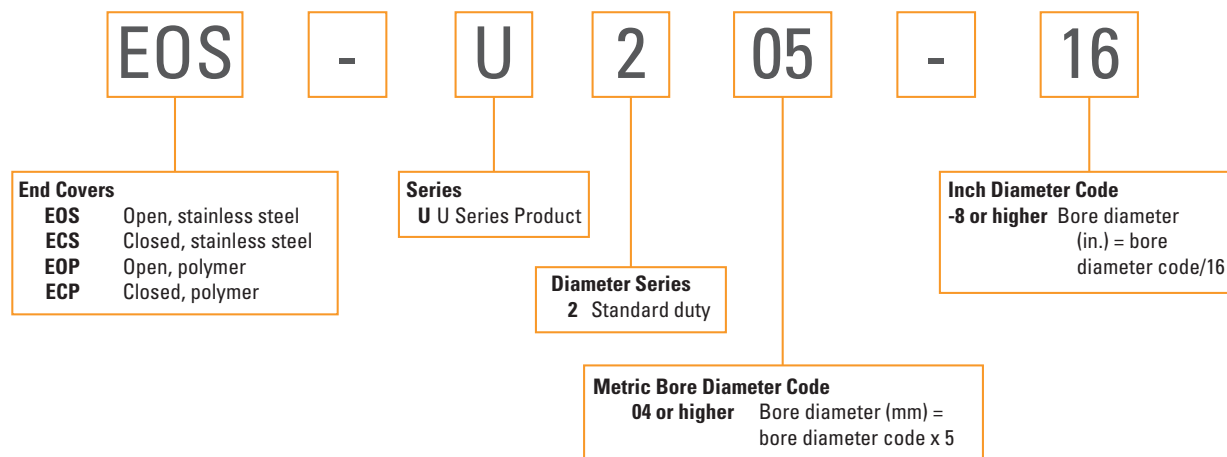 EOS - U 2 05 - 16
End Covers
EOS Open, stainless steel
ECS Closed, stainless steel
EOP Open, polymer
ECP Closed, polymer
Series
U U Series Product
Diameter Series
2 Standard duty
Metric Bore Diameter Code
04 or higher Bore diameter (mm) =
bore diameter code x 5
Inch Diameter Code
-8 or higher Bore diameter
(in.) = bore
diameter code/16